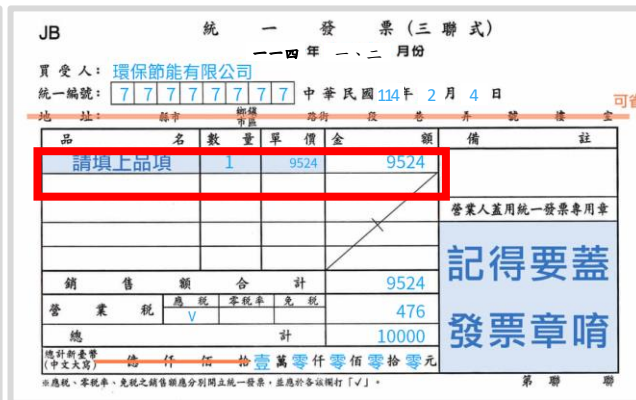 JB 統 一 發 票 (三 聯 式)
一一四 年 一、二 月份
買 受 人: 環保節能有限公司
統一編號: 7 7 7 7 7 7 7 7 中 華 民 國 114年 2 月 4 日
可省
地 址: 縣市 鄉鎮市區 路街 段 巷 弄 號 樓 室
品 名 數 量 單 價 金 額 備 註
請填上品項 1 9524 9524
營業人蓋用統一發票專用章
記得要蓋
發票章唷
銷 售 額 合 計 9524
營 業 稅 應 稅 零稅率 免 稅 476
V
總 計 10000
總計新臺幣
(中文大寫) 億 仟 佰 拾 壹 萬 零 仟 零 佰 零 拾 零 元
※應稅、零稅率、免稅之銷售額應分別開立統一發票,並應於各該欄打「√」。
第 聯 聯